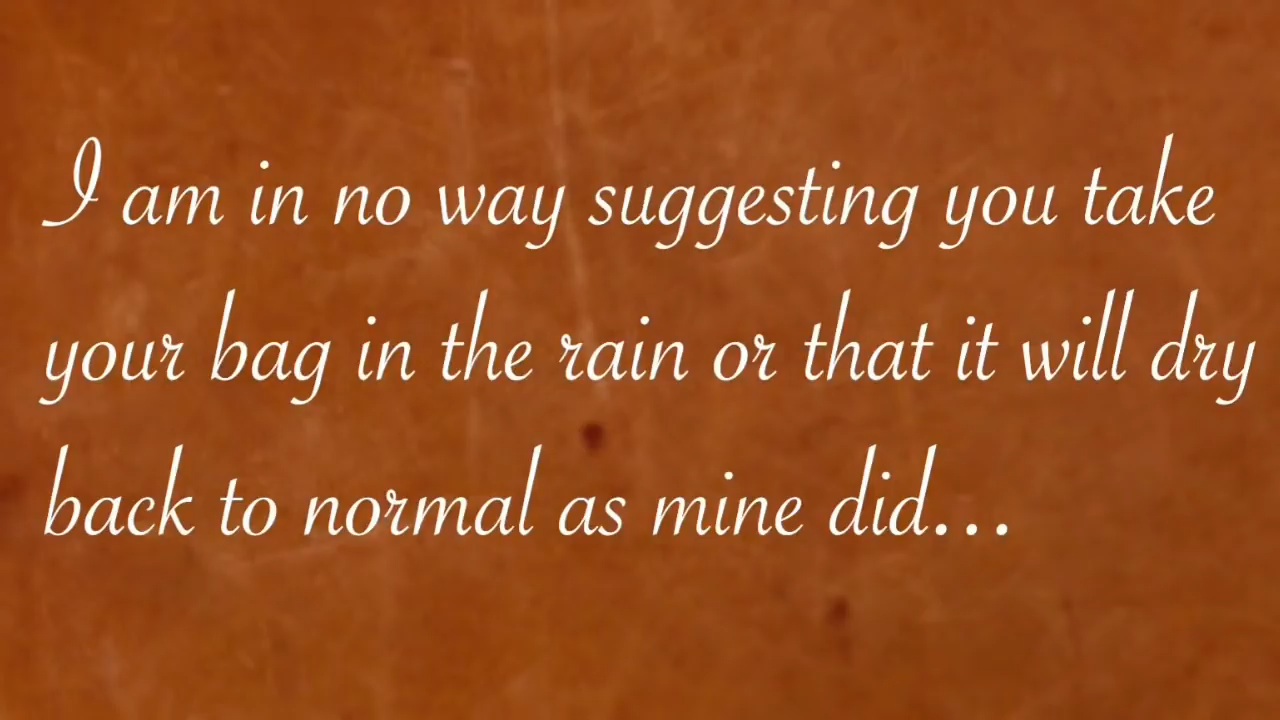 I am in no way suggesting you take
your bag in the rain or that it will dry
back to normal as mine did...